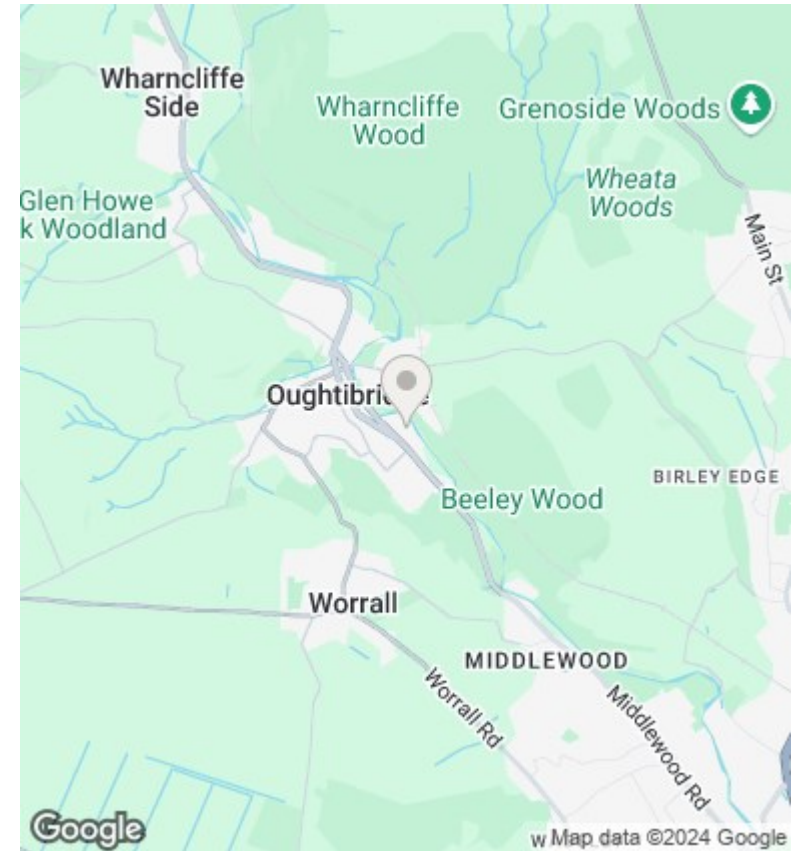 Wharncliffe
Side
Wharncliffe
Wood
Grenoside Woods
Wheata
Woods
Glen Howe
k Woodland
Main St
BIRLEY EDGE
Beeley Wood
Worrall
MIDDLEWOOD
Worrall Rd
Middlewood Rd
Google
Map data ©2024 Google